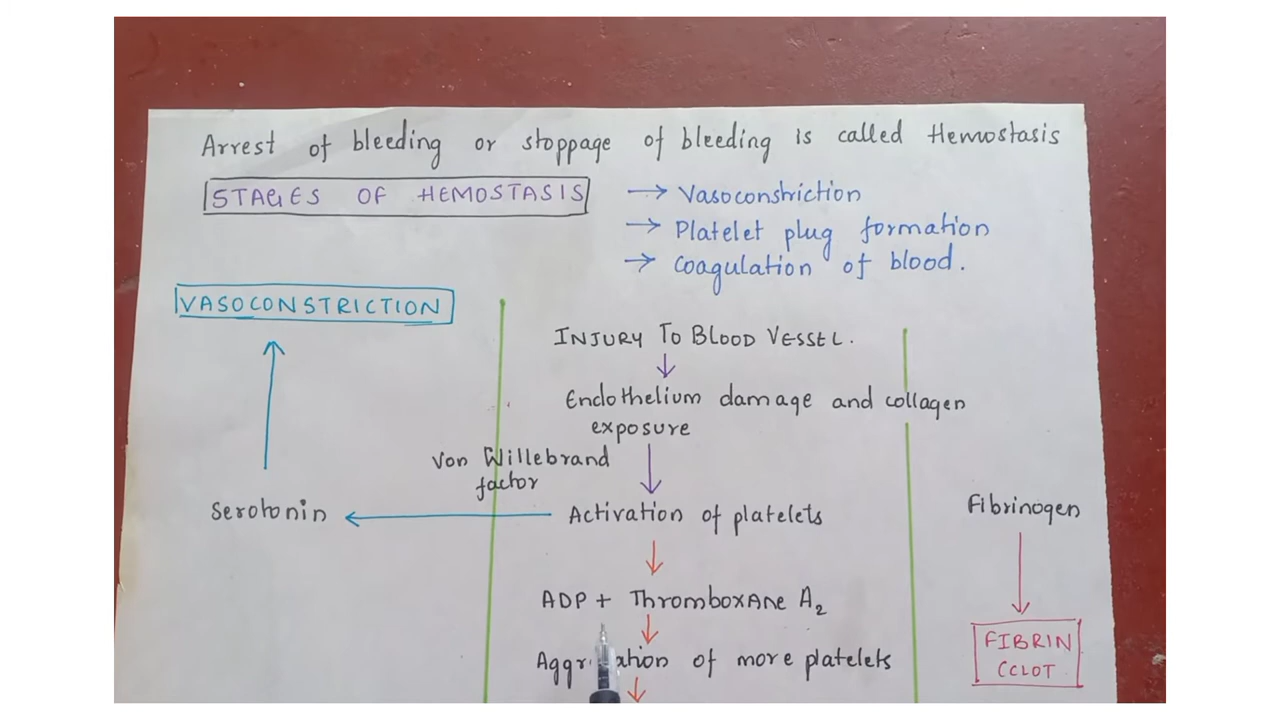 Arrest of bleeding or stoppage of bleeding is called Hemostasis
STAGES OF HEMOSTASIS
→ Vasoconstriction
→ Platelet plug formation
→ Coagulation of blood.
VASOCONSTRICTION
INJURY TO BLOOD VESSEL.
Endothelium damage and collagen
exposure
Von Willebrand
factor
Serotonin
Activation of platelets
Fibrinogen
ADP + Thromboxane A2
FIBRIN
CCLOT
of more platelets